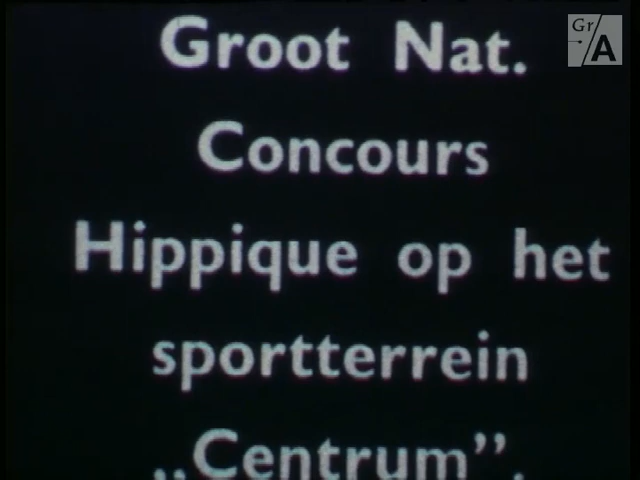 Groot Nat.
Concours
Hippique op het
sportterrein
„Centrum”.
Gr
A